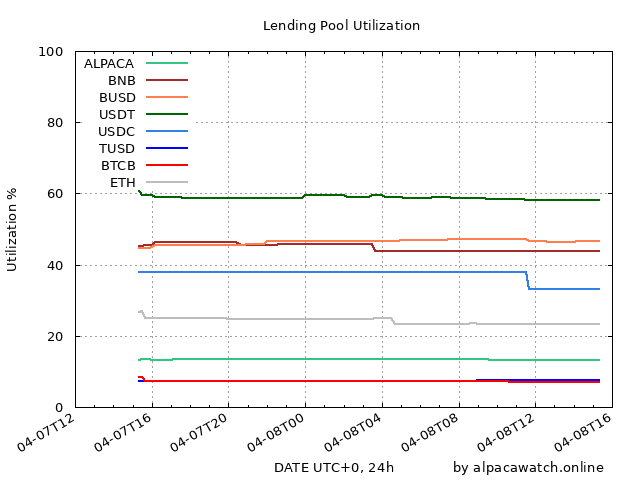 Lending Pool Utilization
100
80
60
40
20
0
Utilization %
ALPACA
BNB
BUSD
USDT
USDC
TUSD
BTCB
ETH
04-07T12
04-07T16
04-07T20
04-08T00
04-08T04
04-08T08
04-08T12
04-08T16
DATE UTC+0, 24h
by alpacawatch.online